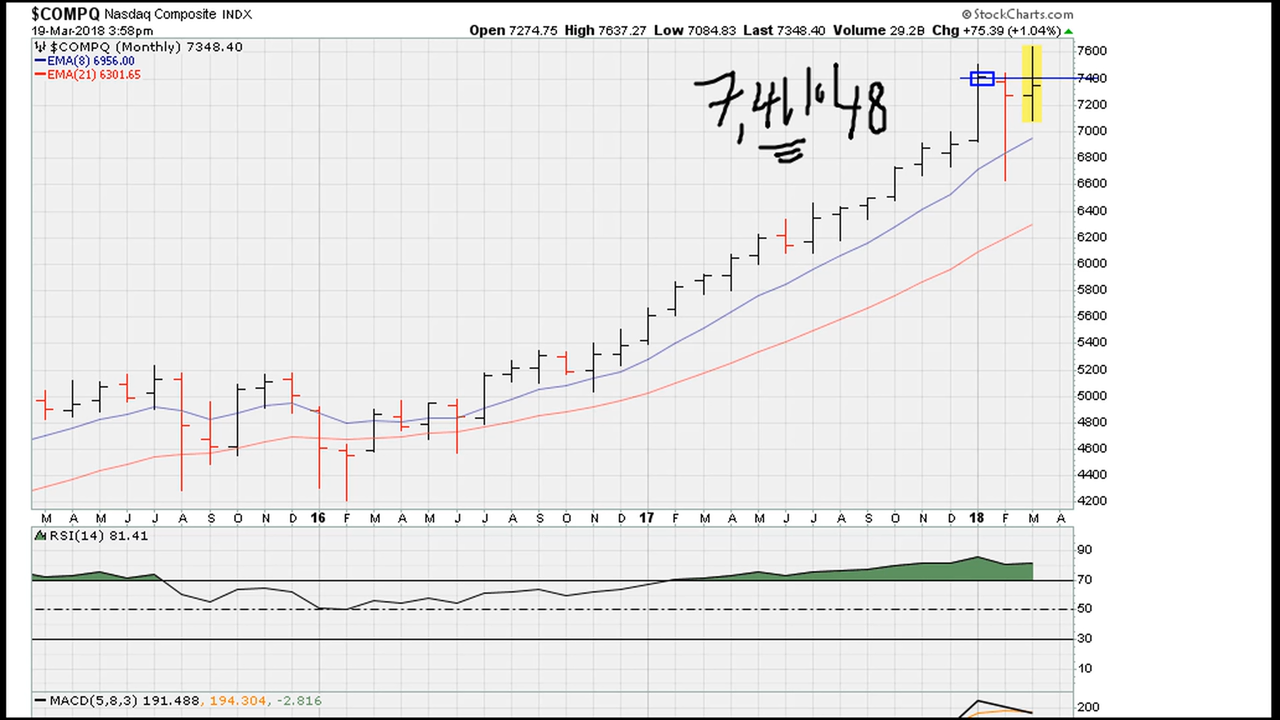 $COMPQ Nasdaq Composite INDX
© StockCharts.com
19-Mar-2018 3:58pm
Open 7274.75 High 7637.27 Low 7084.83 Last 7348.40 Volume 29.2B Chg +75.39 (+1.04%)
$COMPQ (Monthly) 7348.40
EMA(8) 6956.00
EMA(21) 6301.65
7600
7400
7200
7000
6800
6600
6400
6200
6000
5800
5600
5400
5200
5000
4800
4600
4400
4200
M A M J J A S O N D 16 F M A M J J A S O N D 17 F M A M J J A S O N D 18 F M A
RSI(14) 81.41
90
70
50
30
10
MACD(5,8,3) 191.488, 194.304, -2.816
200